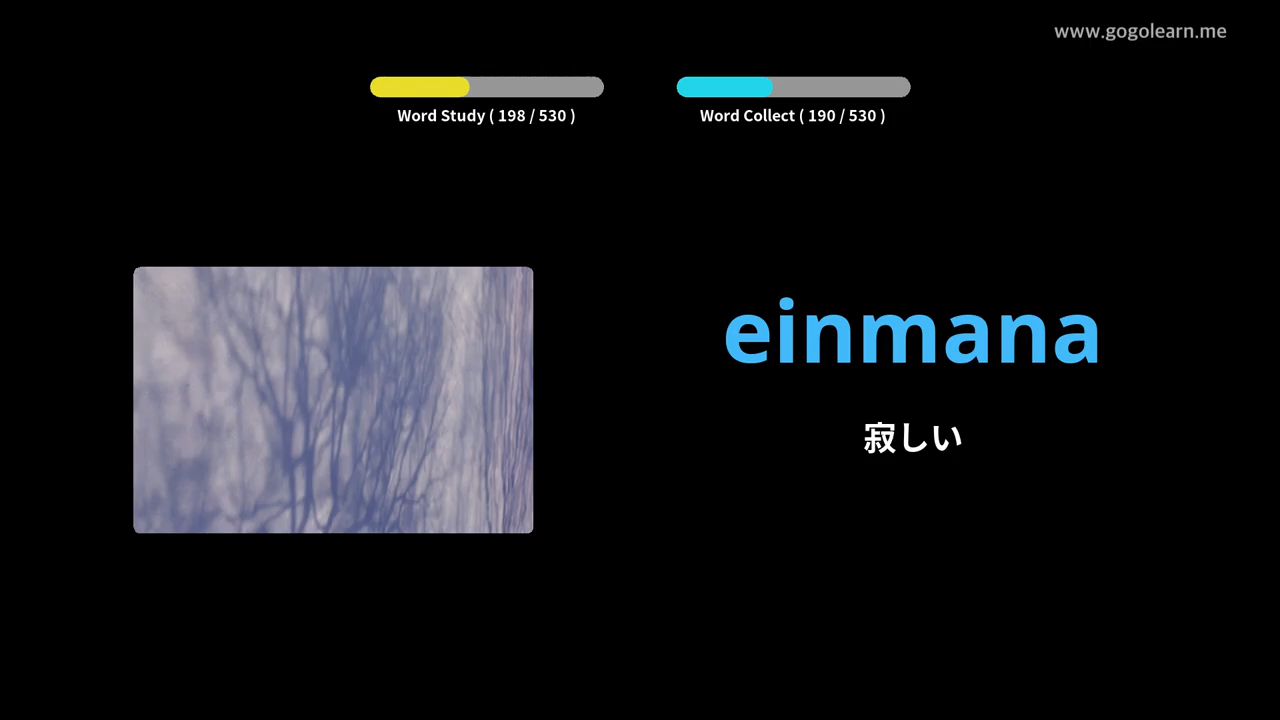 www.gogolearn.me
Word Study ( 198 / 530 )
Word Collect ( 190 / 530 )
einmana
寂しい